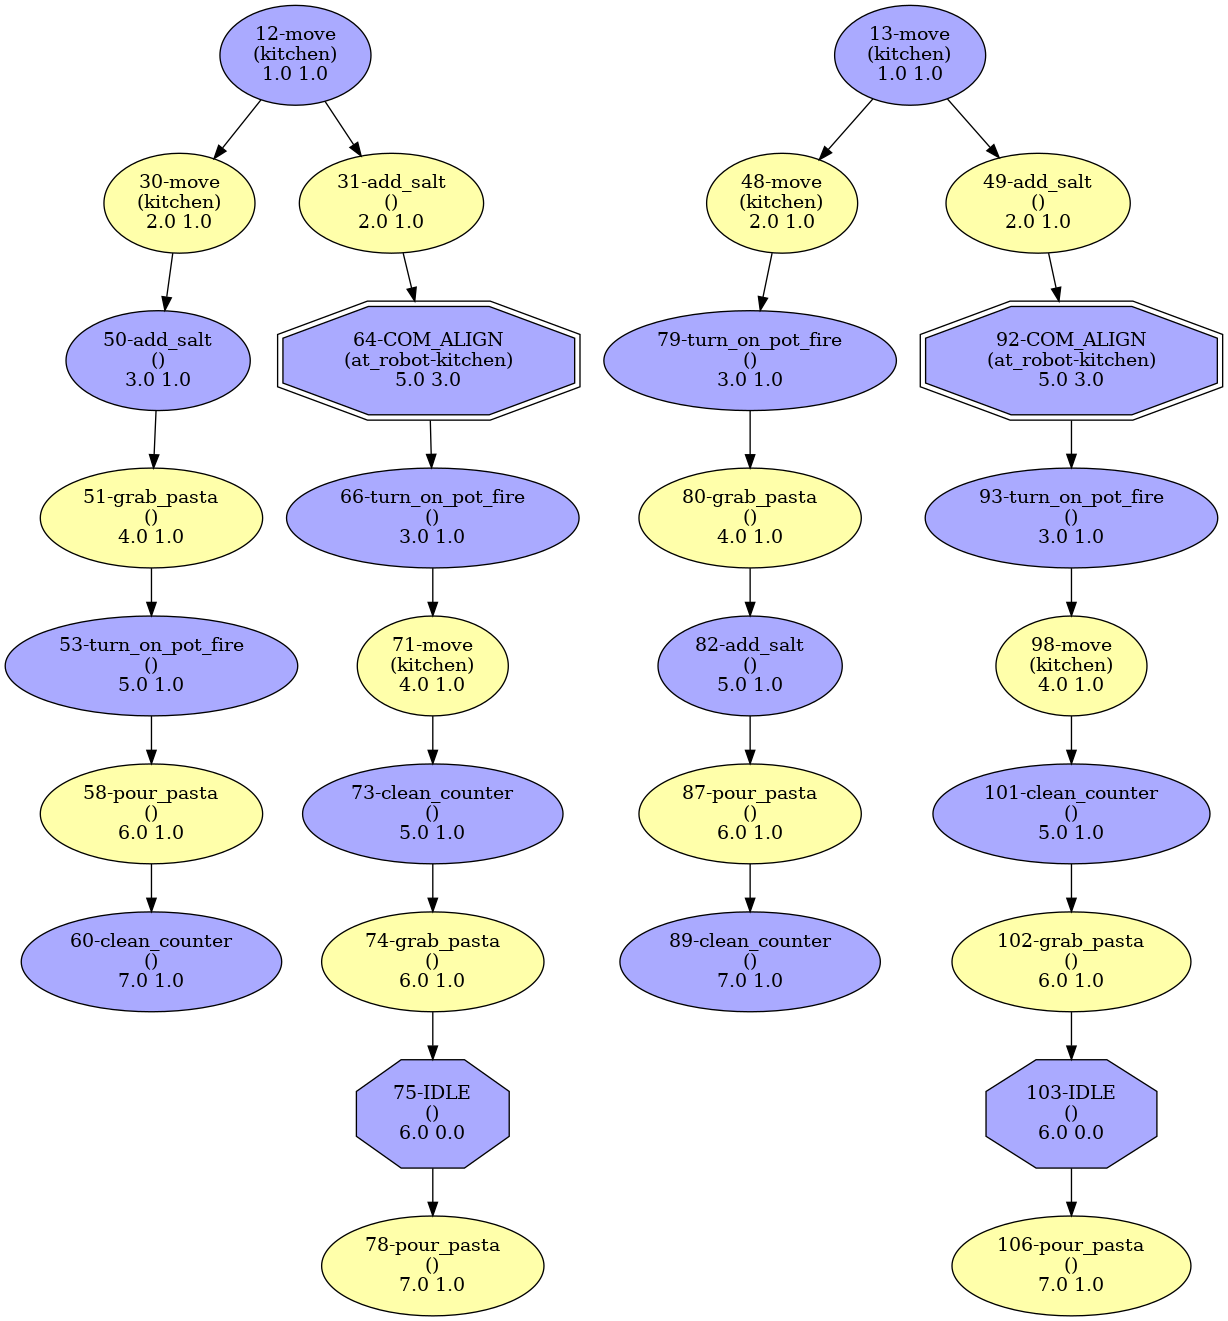 12-move
(kitchen)
1.0 1.0
13-move
(kitchen)
1.0 1.0
30-move
(kitchen)
2.0 1.0
31-add_salt
()
2.0 1.0
48-move
(kitchen)
2.0 1.0
49-add_salt
()
2.0 1.0
50-add_salt
()
3.0 1.0
64-COM_ALIGN
(at_robot-kitchen)
5.0 3.0
79-turn_on_pot_fire
()
3.0 1.0
92-COM_ALIGN
(at_robot-kitchen)
5.0 3.0
51-grab_pasta
()
4.0 1.0
66-turn_on_pot_fire
()
3.0 1.0
80-grab_pasta
()
4.0 1.0
93-turn_on_pot_fire
()
3.0 1.0
53-turn_on_pot_fire
()
5.0 1.0
71-move
(kitchen)
4.0 1.0
82-add_salt
()
5.0 1.0
98-move
(kitchen)
4.0 1.0
58-pour_pasta
()
6.0 1.0
73-clean_counter
()
5.0 1.0
87-pour_pasta
()
6.0 1.0
101-clean_counter
()
5.0 1.0
60-clean_counter
()
7.0 1.0
74-grab_pasta
()
6.0 1.0
89-clean_counter
()
7.0 1.0
102-grab_pasta
()
6.0 1.0
75-IDLE
()
6.0 0.0
103-IDLE
()
6.0 0.0
78-pour_pasta
()
7.0 1.0
106-pour_pasta
()
7.0 1.0